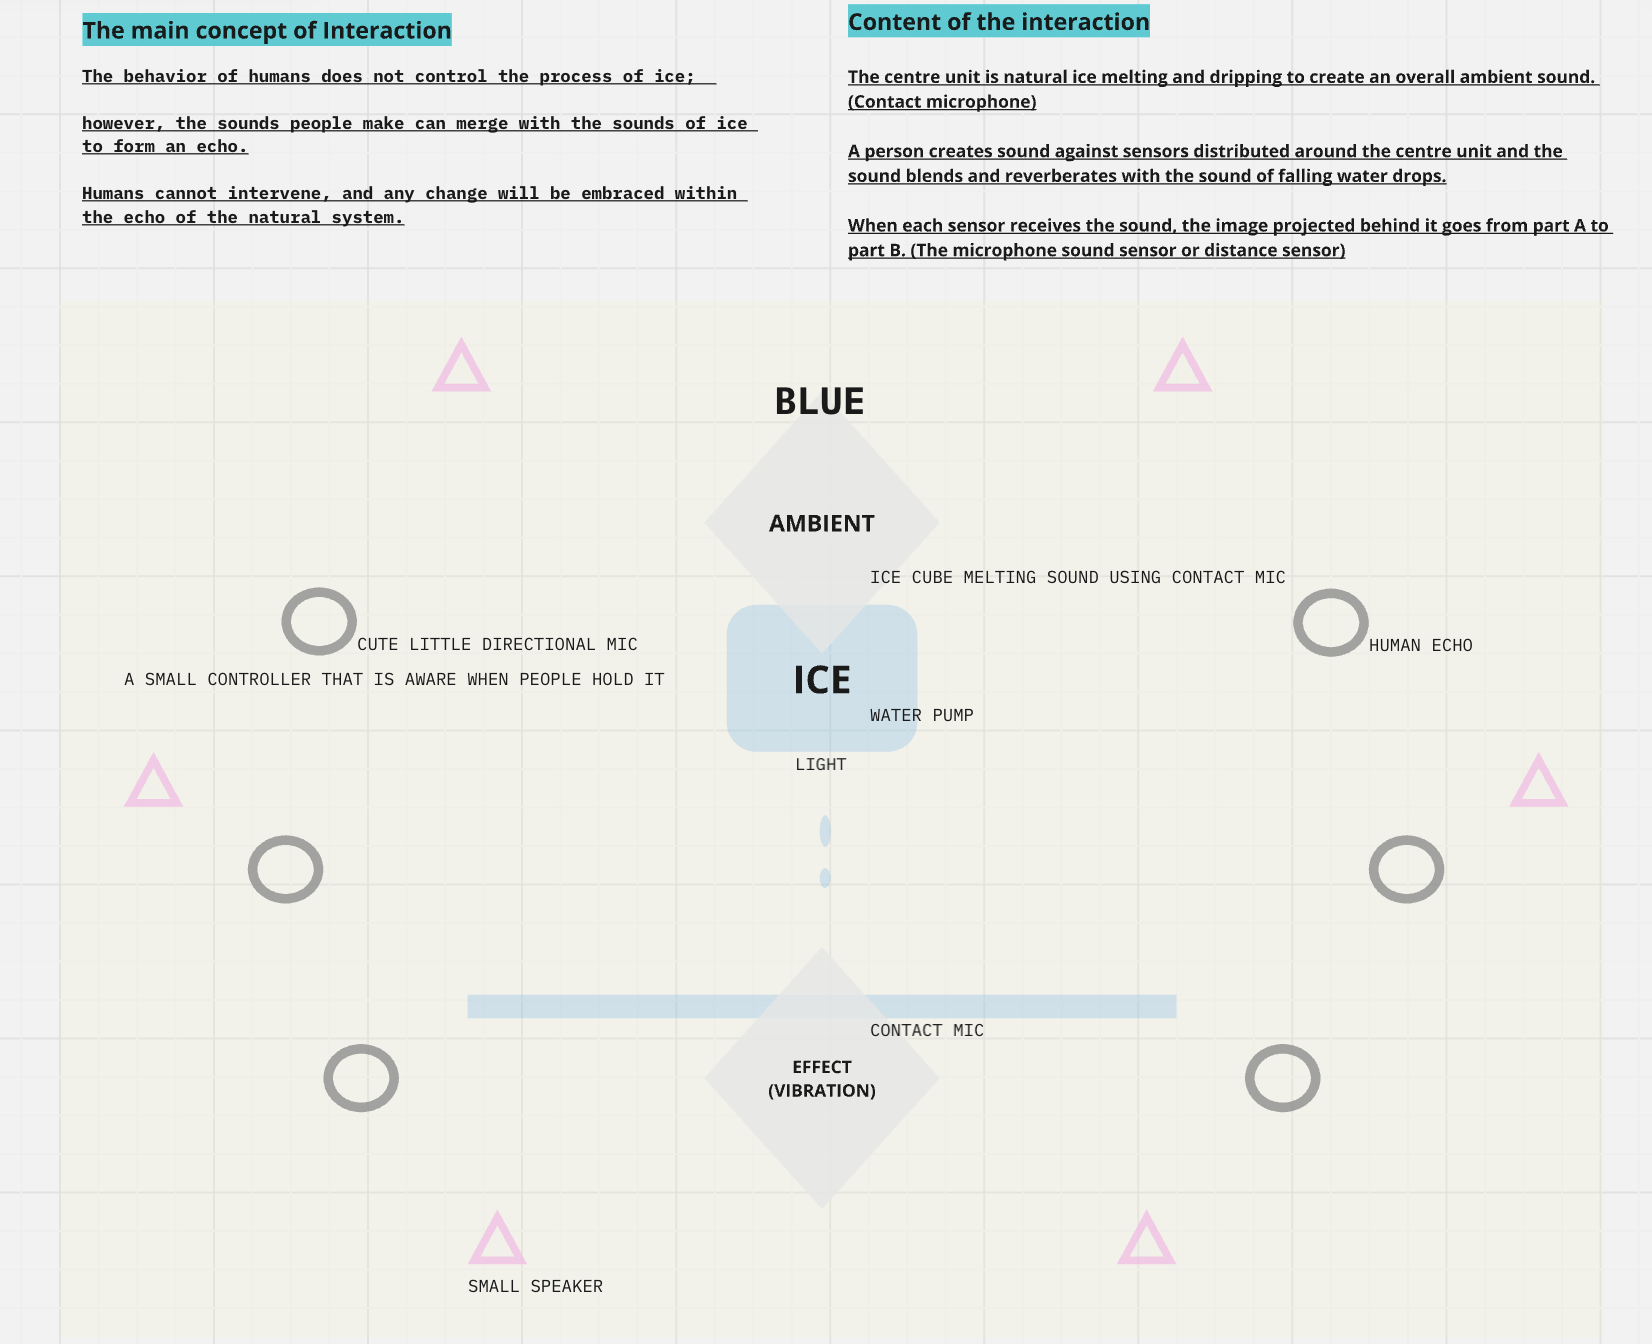 The main concept of Interaction
The behavior of humans does not control the process of ice;
however, the sounds people make can merge with the sounds of ice
to form an echo.
Humans cannot intervene, and any change will be embraced within
the echo of the natural system.
Content of the interaction
The centre unit is natural ice melting and dripping to create an overall ambient sound.
(Contact microphone)
A person creates sound against sensors distributed around the centre unit and the
sound blends and reverberates with the sound of falling water drops.
When each sensor receives the sound, the image projected behind it goes from part A to
part B. (The microphone sound sensor or distance sensor)
BLUE
AMBIENT
ICE CUBE MELTING SOUND USING CONTACT MIC
CUTE LITTLE DIRECTIONAL MIC
HUMAN ECHO
A SMALL CONTROLLER THAT IS AWARE WHEN PEOPLE HOLD IT
ICE
WATER PUMP
LIGHT
CONTACT MIC
EFFECT
(VIBRATION)
SMALL SPEAKER